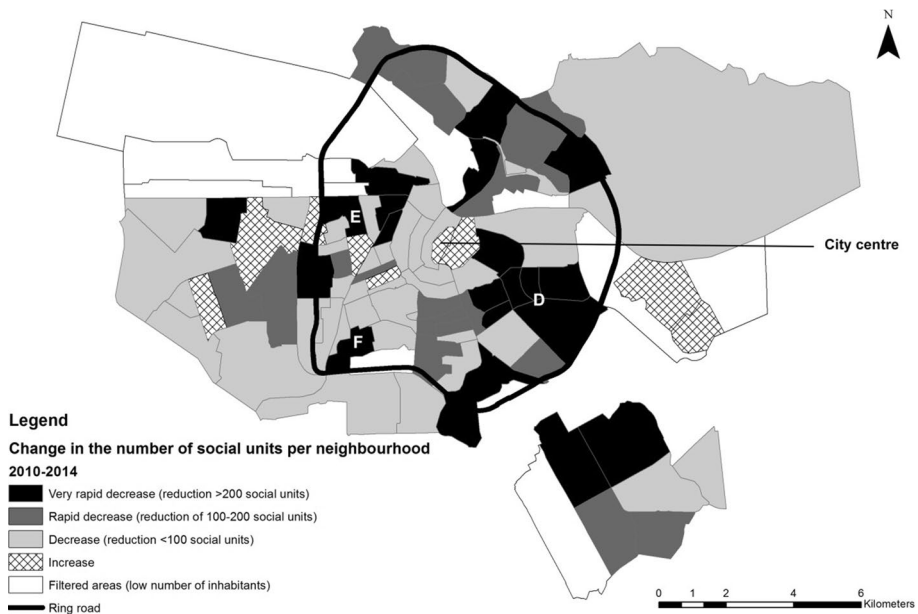 N
E
City centre
D
F
Legend
Change in the number of social units per neighbourhood
2010-2014
Very rapid decrease (reduction >200 social units)
Rapid decrease (reduction of 100-200 social units)
Decrease (reduction <100 social units)
Increase
Filtered areas (low number of inhabitants)
Ring road
0 1 2 4 6
Kilometers